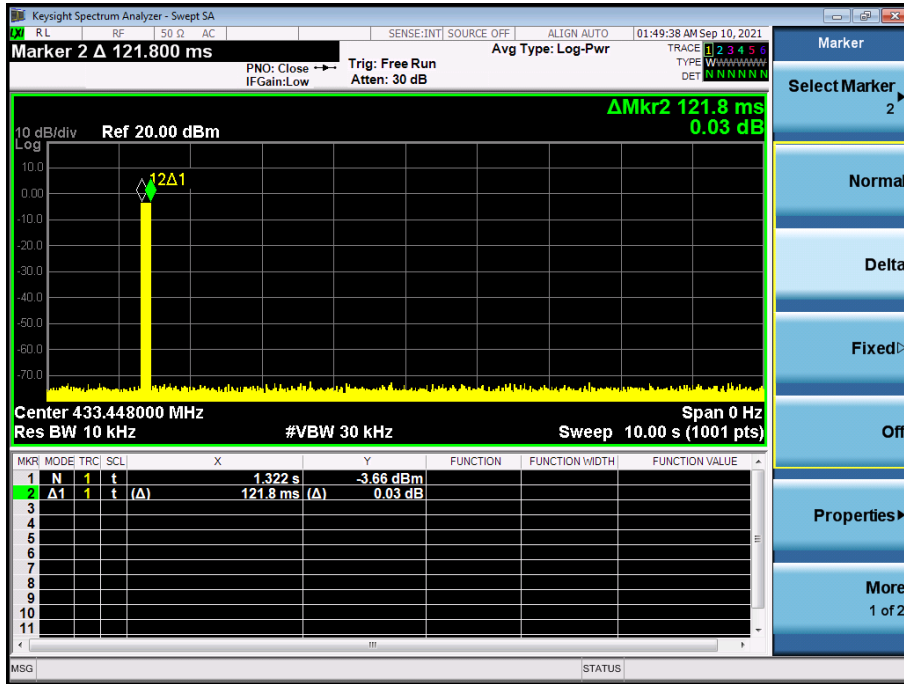 Keysight Spectrum Analyzer - Swept SA
LXI RL RF 50 Ω AC SENSE:INT SOURCE OFF ALIGN AUTO 01:49:38 AM Sep 10, 2021
Marker 2 Δ 121.800 ms
PNO: Close
IFGain:Low
Trig: Free Run
Atten: 30 dB
Avg Type: Log-Pwr
TRACE 1 2 3 4 5 6
TYPE WWWWWW
DET N N N N N N
ΔMkr2 121.8 ms
0.03 dB
10 dB/div Ref 20.00 dBm
Log
10.0
0.00
-10.0
-20.0
-30.0
-40.0
-50.0
-60.0
-70.0
12Δ1
Center 433.448000 MHz Span 0 Hz
Res BW 10 kHz #VBW 30 kHz Sweep 10.00 s (1001 pts)
MKR MODE TRC SCL X Y FUNCTION FUNCTION WIDTH FUNCTION VALUE
1 N 1 t 1.322 s -3.66 dBm
2 Δ1 1 t (Δ) 121.8 ms (Δ) 0.03 dB
3
4
5
6
7
8
9
10
11
MSG STATUS
Marker
Select Marker
2
Normal
Delta
Fixed
Off
Properties
More
1 of 2